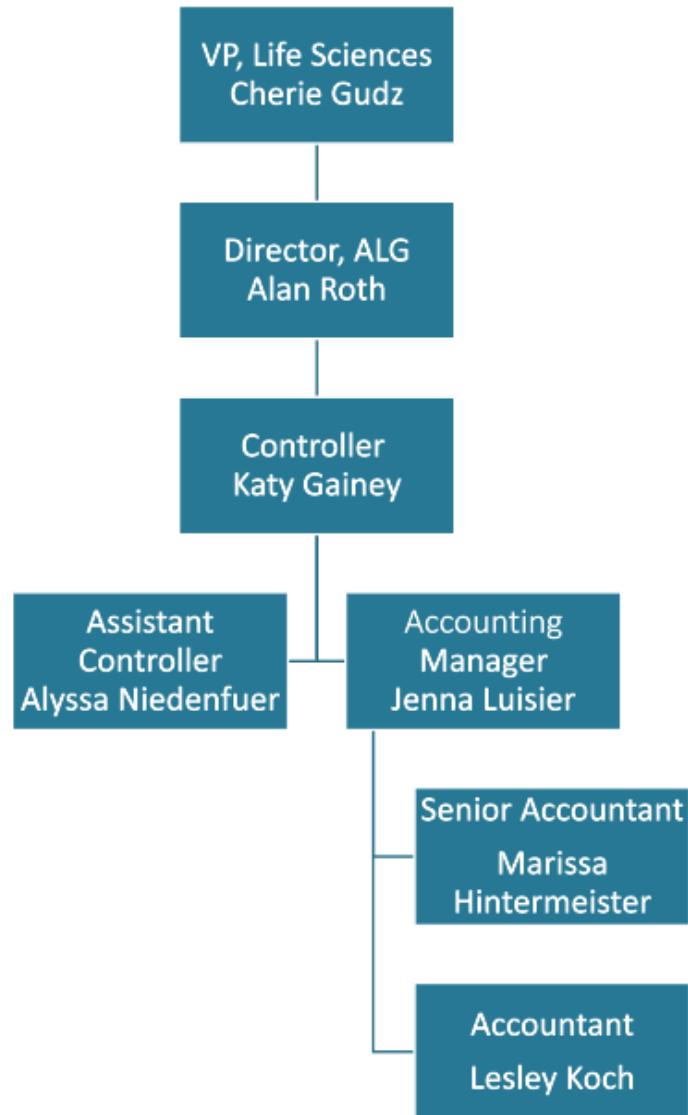 VP, Life Sciences
Cherie Gudz
Director, ALG
Alan Roth
Controller
Katy Gainey
Assistant
Controller
Alyssa Niedenfuer
Accounting
Manager
Jenna Luisier
Senior Accountant
Marissa
Hintermeister
Accountant
Lesley Koch